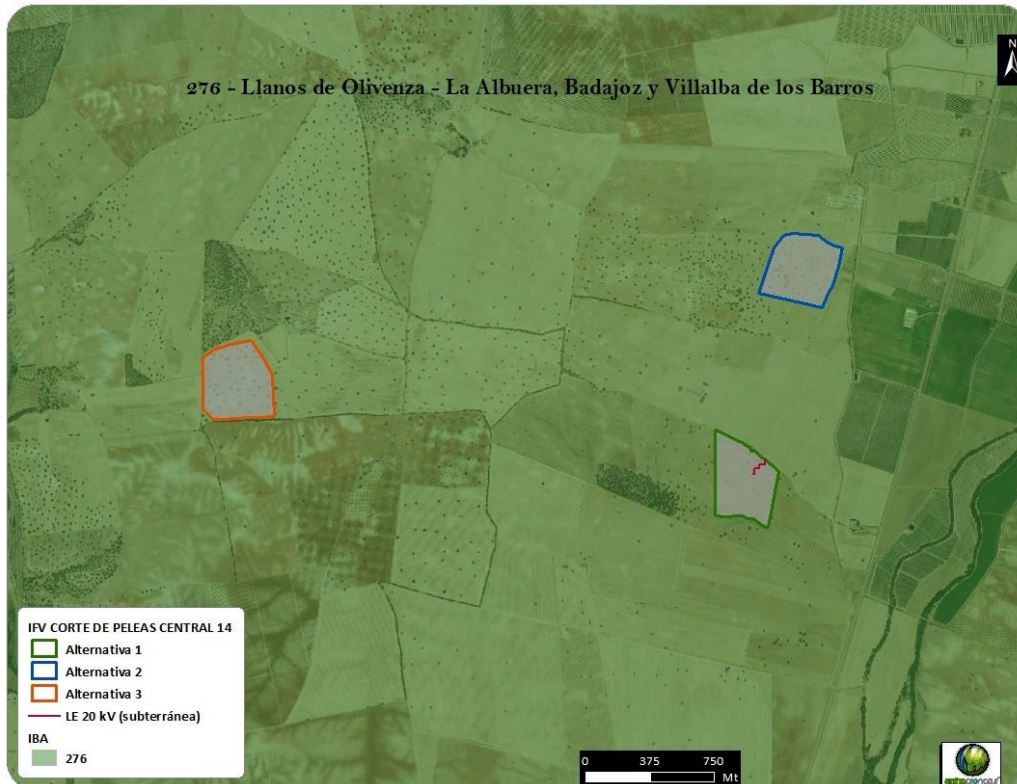 N
276 - Llanos de Olivenza - La Albuera, Badajoz y Villalba de los Barros
IFV CORTE DE PELEAS CENTRAL 14
Alternativa 1
Alternativa 2
Alternativa 3
LE 20 kV (subterránea)
IBA
276
0 375 750
Mt